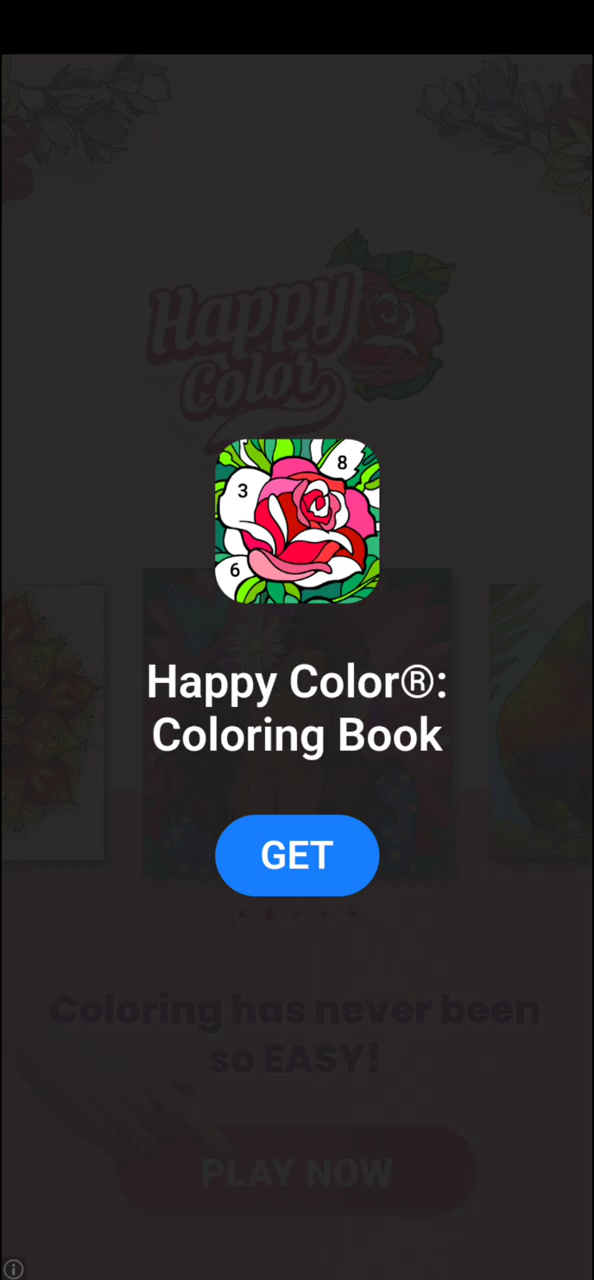 Happy
Color
8
3
6
Happy Color®:
Coloring Book
GET
Coloring has never been
so EASY!
PLAY NOW